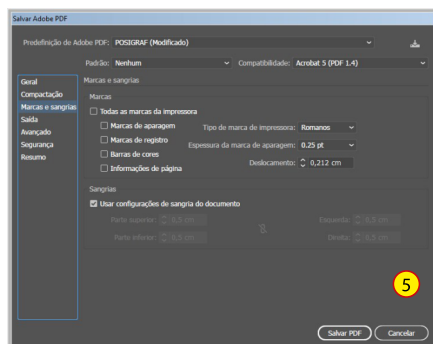 Salvar Adobe PDF
Predefinição de Adobe PDF: POSIGRAF (Modificado)
Padrão: Nenhum Compatibilidade: Acrobat 5 (PDF 1.4)
Geral
Compactação
Marcas e sangrias
Saída
Avançado
Segurança
Resumo
Marcas e sangrias
Marcas
Todas as marcas da impressora
Marcas de aparagem
Marcas de registro
Barras de cores
Informações de página
Tipo de marca de impressora: Romanos
Espessura da marca de aparagem: 0.25 pt
Deslocamento: 0,212 cm
Sangrias
Usar configurações de sangria do documento
Parte superior: 0,5 cm Esquerda: 0,5 cm
Parte inferior: 0,5 cm Direita: 0,5 cm
5
Salvar PDF Cancelar